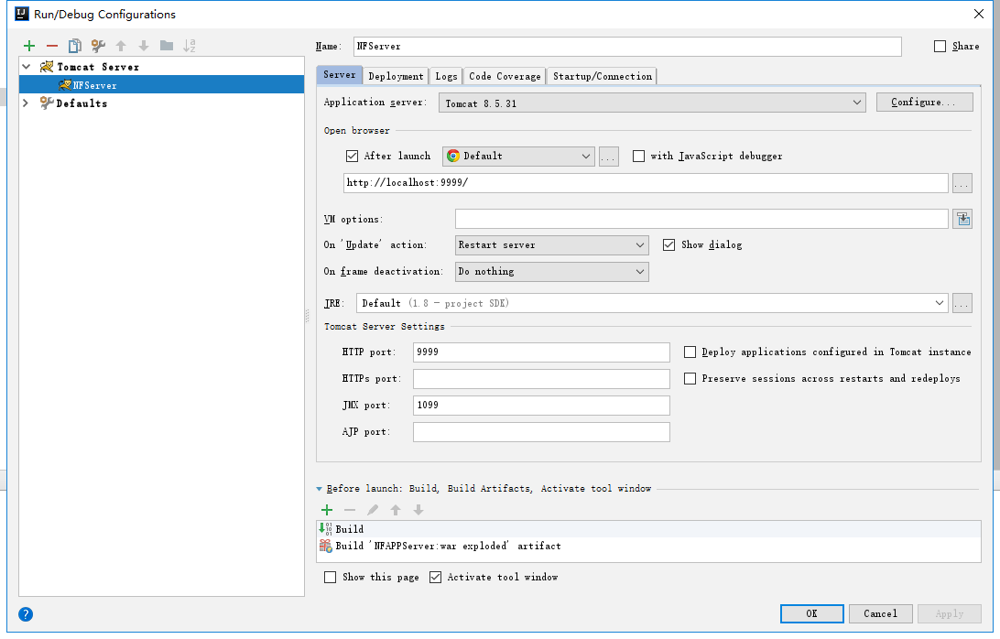 Run/Debug Configurations
Name: NFServer Share
Tomcat Server
NFServer
Defaults
Server Deployment Logs Code Coverage Startup/Connection
Application server: Tomcat 8.5.31 Configure...
Open browser
After launch Default ... with JavaScript debugger
http://localhost:9999/ ...
VM options:
On 'Update' action: Restart server Show dialog
On frame deactivation: Do nothing
JRE: Default (1.8 - project SDK) ...
Tomcat Server Settings
HTTP port: 9999 Deploy applications configured in Tomcat instance
HTTPs port: Preserve sessions across restarts and redeploys
JMX port: 1099
AJP port:
Before launch: Build, Build Artifacts, Activate tool window
Build
Build 'NFAPPServer:war exploded' artifact
Show this page Activate tool window
? OK Cancel Apply